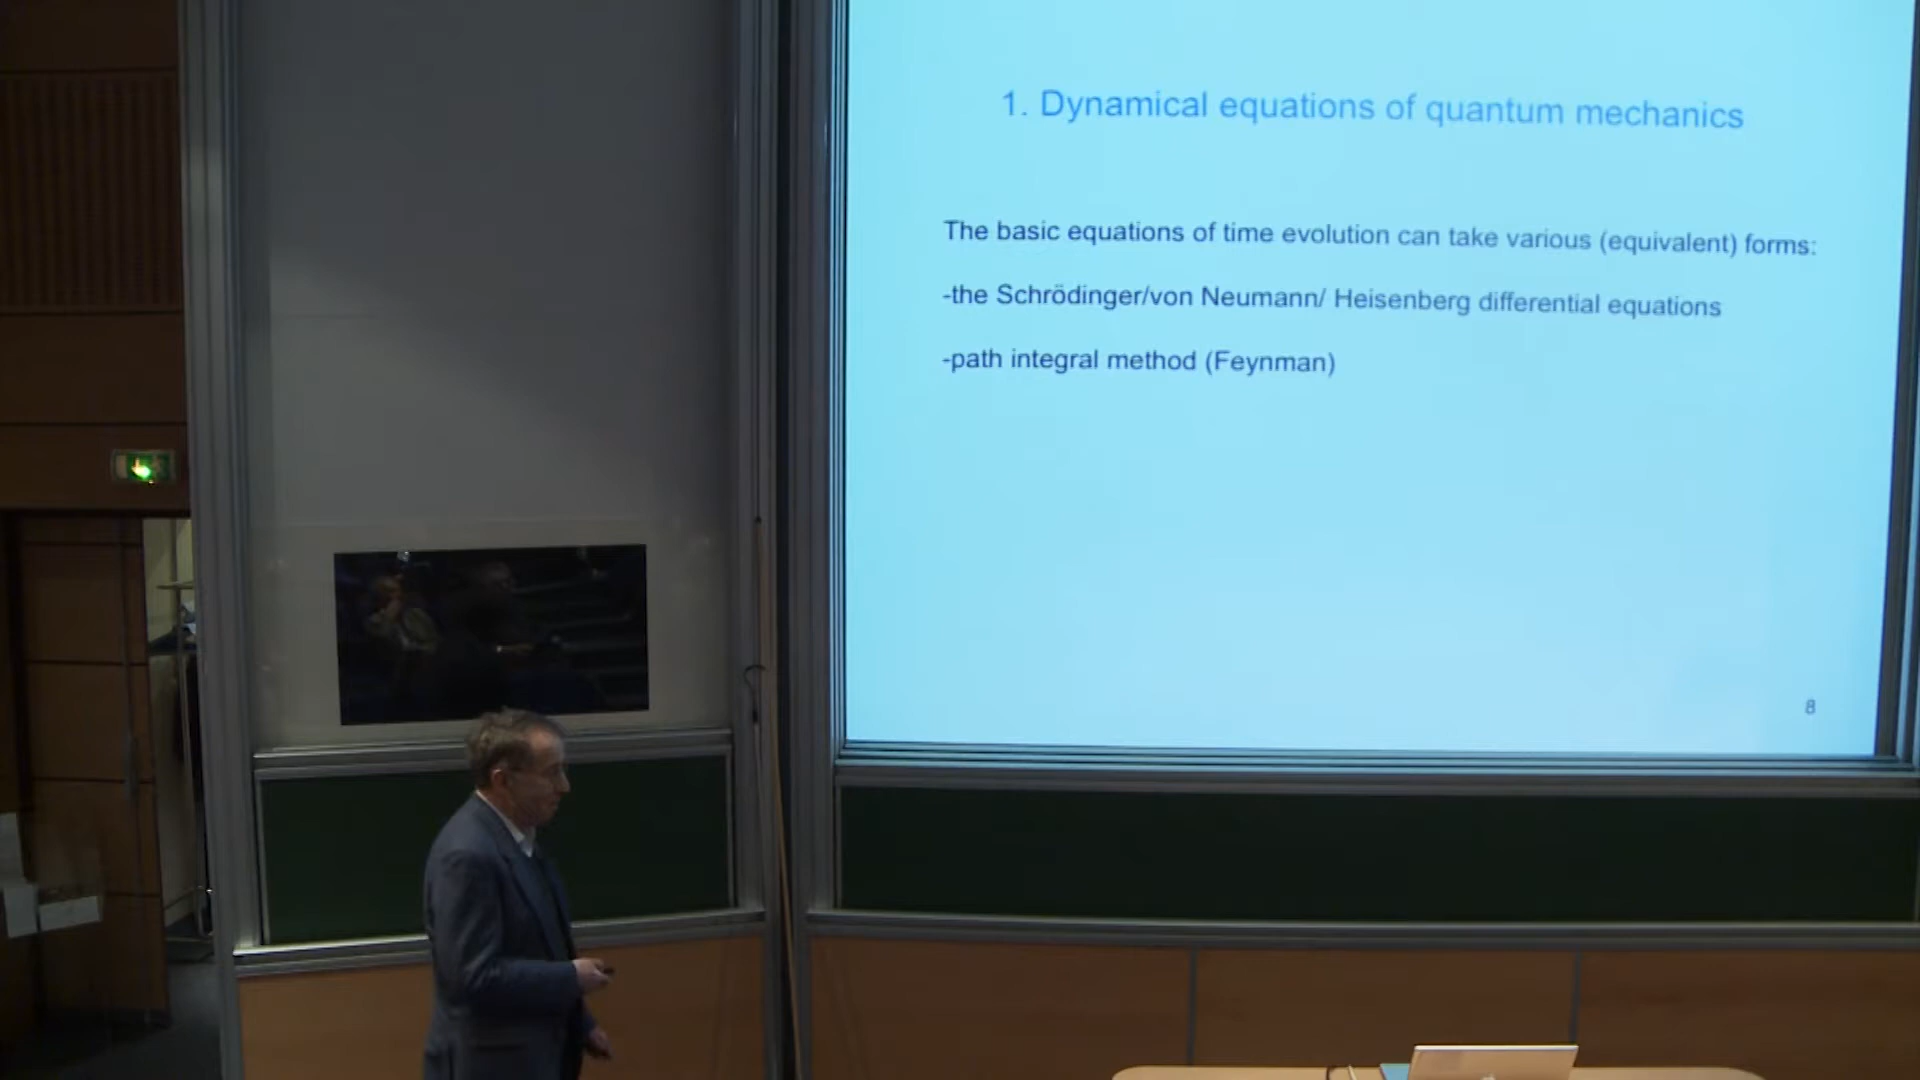 1. Dynamical equations of quantum mechanics
The basic equations of time evolution can take various (equivalent) forms:
-the Schrödinger/von Neumann/ Heisenberg differential equations
-path integral method (Feynman)
8